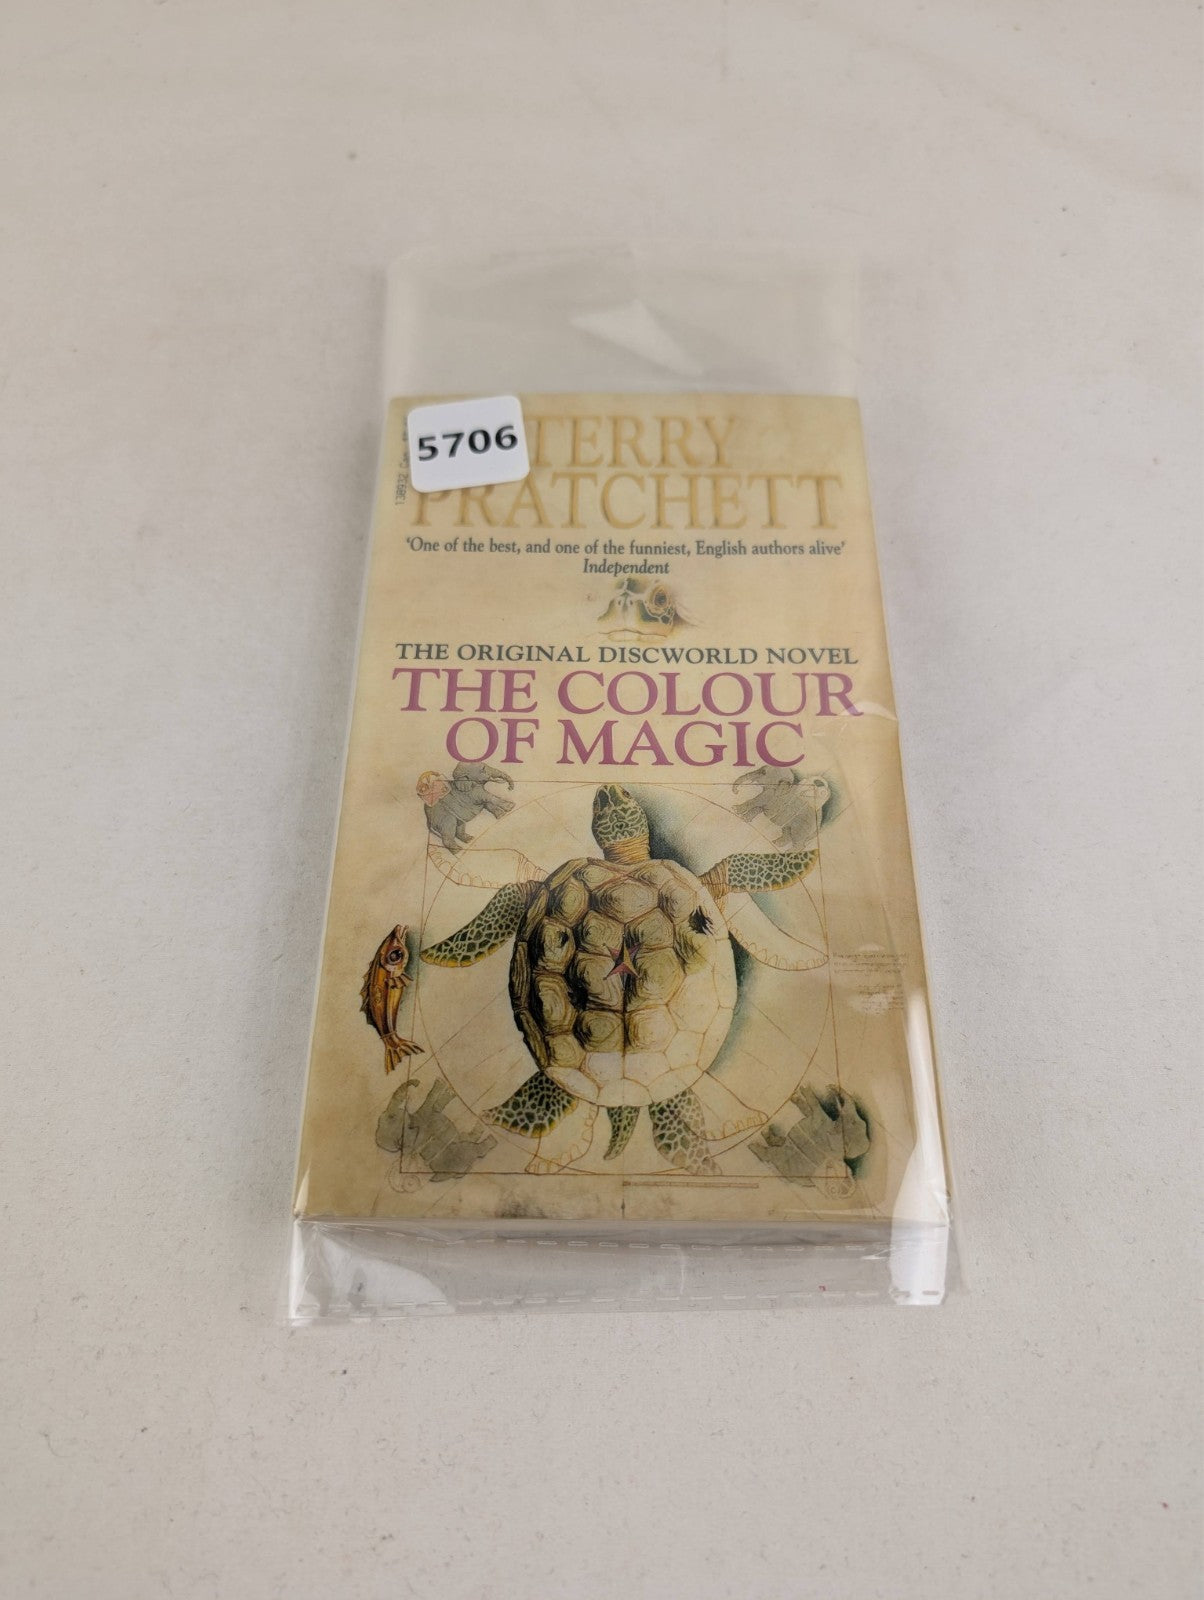 5706
TERRY
PRATCHETT
'One of the best, and one of the funniest, English authors alive'
Independent
THE ORIGINAL DISCWORLD NOVEL
THE COLOUR
OF MAGIC